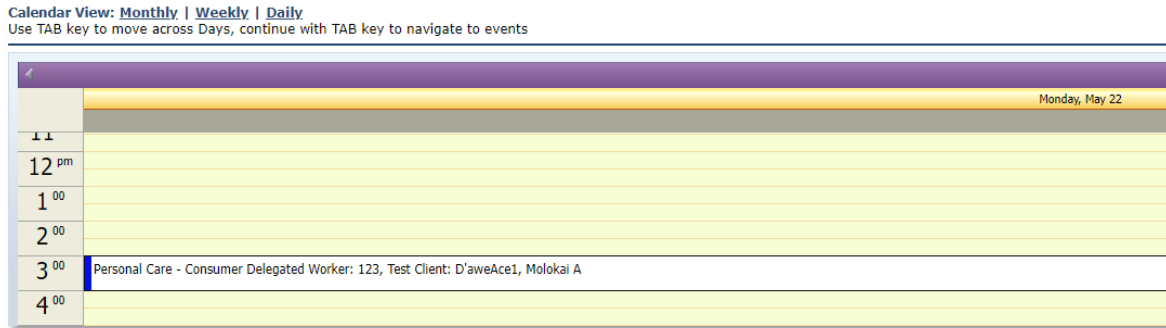 Calendar View: Monthly | Weekly | Daily
Use TAB key to move across Days, continue with TAB key to navigate to events
Monday, May 22
11
12 pm
1 00
2 00
3 00 Personal Care - Consumer Delegated Worker: 123, Test Client: D'aweAce1, Molokai A
4 00